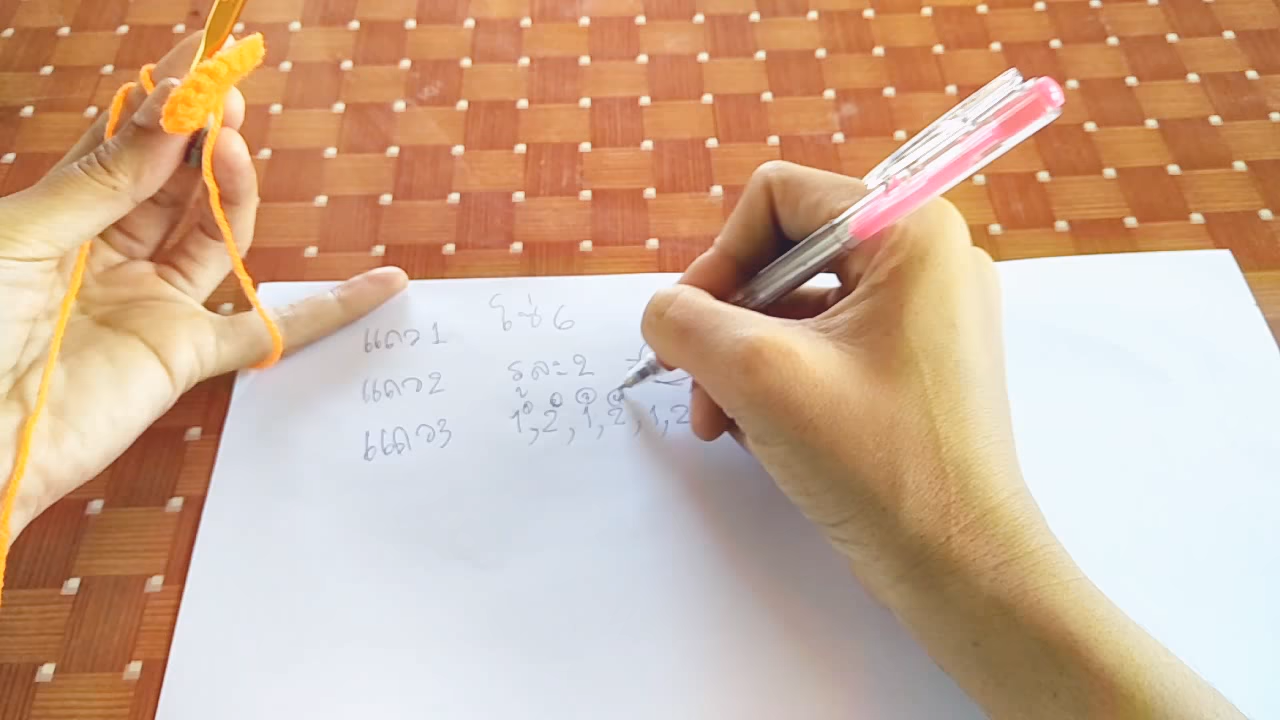 แถว 1 โซ่ 6
แถว 2 รูละ 2
แถว 3 1, 2, 1, 2, 1, 2